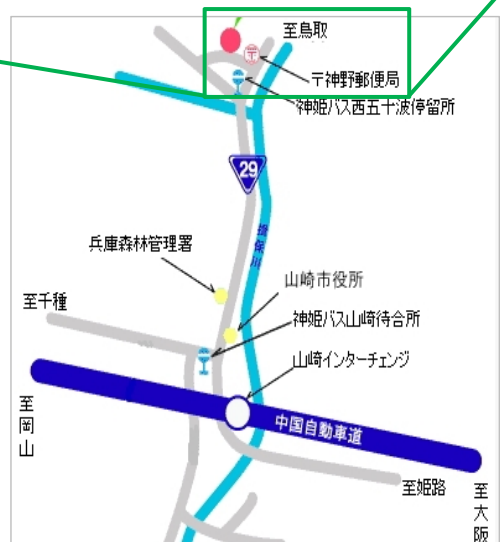 至鳥取
〒
〒神野郵便局
神姫バス西五十波停留所
29
揖保川
兵庫森林管理署
山崎市役所
至千種
神姫バス山崎待合所
山崎インターチェンジ
至岡山
中国自動車道
至姫路
至大阪